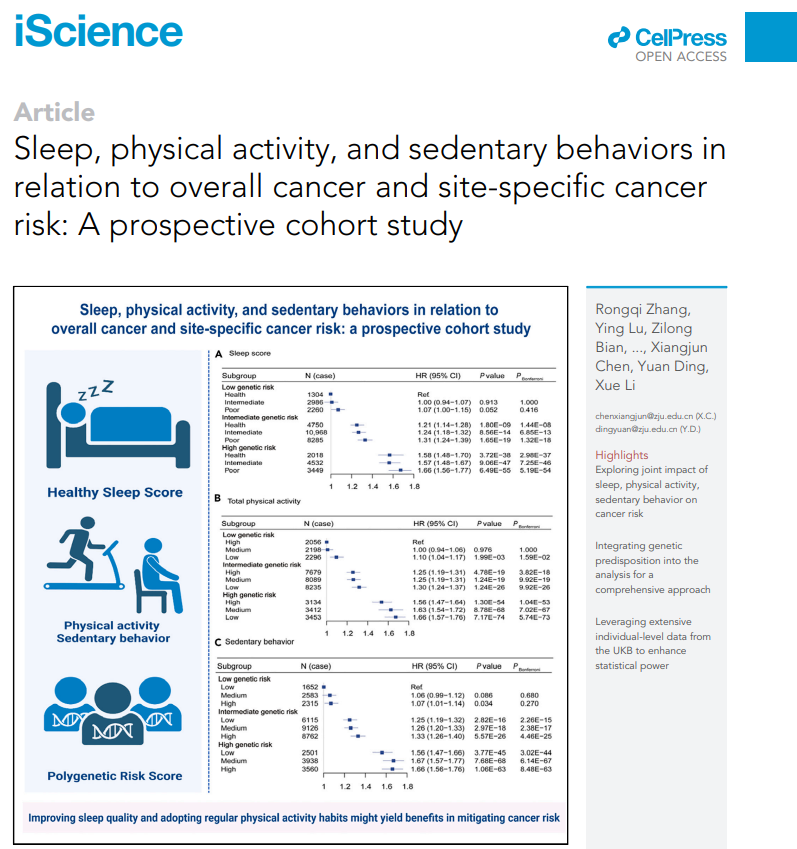 iScience
CellPress
OPEN ACCESS
Article
Sleep, physical activity, and sedentary behaviors in
relation to overall cancer and site-specific cancer
risk: A prospective cohort study
Sleep, physical activity, and sedentary behaviors in relation to
overall cancer and site-specific cancer risk: a prospective cohort study
zzz
Healthy Sleep Score
Physical activity
Sedentary behavior
Polygenetic Risk Score
A Sleep score
Subgroup N (case) HR (95% CI) P value P Bonferroni
Low genetic risk
Health 1304 Ref.
Intermediate 2986 1.00 (0.94−1.07) 0.913 1.000
Poor 2260 1.07 (1.00−1.15) 0.052 0.416
Intermediate genetic risk
Health 4750 1.21 (1.14−1.28) 1.80E−09 1.44E−08
Intermediate 10,968 1.24 (1.18−1.32) 8.56E−14 6.85E−13
Poor 8285 1.31 (1.24−1.39) 1.65E−19 1.32E−18
High genetic risk
Health 2018 1.58 (1.48−1.70) 3.72E−38 2.98E−37
Intermediate 4532 1.57 (1.48−1.67) 9.06E−47 7.25E−46
Poor 3449 1.66 (1.56−1.77) 6.49E−55 5.19E−54
1 1.2 1.4 1.6 1.8
B Total physical activity
Subgroup N (case) HR (95% CI) P value P Bonferroni
Low genetic risk
High 2056 Ref.
Medium 2198 1.00 (0.94−1.06) 0.976 1.000
Low 2296 1.10 (1.04−1.17) 1.99E−03 1.59E−02
Intermediate genetic risk
High 7679 1.25 (1.19−1.31) 4.78E−19 3.82E−18
Medium 8089 1.25 (1.19−1.31) 1.24E−19 9.92E−19
Low 8235 1.30 (1.24−1.37) 1.24E−26 9.92E−26
High genetic risk
High 3134 1.56 (1.47−1.64) 1.30E−54 1.04E−53
Medium 3412 1.63 (1.54−1.72) 8.78E−68 7.02E−67
Low 3453 1.66 (1.57−1.76) 7.17E−74 5.74E−73
1 1.2 1.4 1.6 1.8
C Sedentary behavior
Subgroup N (case) HR (95% CI) P value P Bonferroni
Low genetic risk
Low 1652 Ref.
Medium 2583 1.06 (0.99−1.12) 0.086 0.680
High 2315 1.07 (1.01−1.14) 0.034 0.270
Intermediate genetic risk
Low 6115 1.25 (1.19−1.32) 2.82E−16 2.26E−15
Medium 9126 1.26 (1.20−1.33) 2.97E−18 2.38E−17
High 8762 1.33 (1.26−1.40) 5.57E−26 4.46E−25
High genetic risk
Low 2501 1.56 (1.47−1.66) 3.77E−45 3.02E−44
Medium 3938 1.67 (1.57−1.77) 7.68E−68 6.14E−67
High 3560 1.66 (1.56−1.76) 1.06E−63 8.48E−63
1 1.2 1.4 1.6 1.8
Improving sleep quality and adopting regular physical activity habits might yield benefits in mitigating cancer risk
Rongqi Zhang,
Ying Lu, Zilong
Bian, ..., Xiangjun
Chen, Yuan Ding,
Xue Li
chenxiangjun@zju.edu.cn (X.C.)
dingyuan@zju.edu.cn (Y.D.)
Highlights
Exploring joint impact of
sleep, physical activity,
sedentary behavior on
cancer risk
Integrating genetic
predisposition into the
analysis for a
comprehensive approach
Leveraging extensive
individual-level data from
the UKB to enhance
statistical power